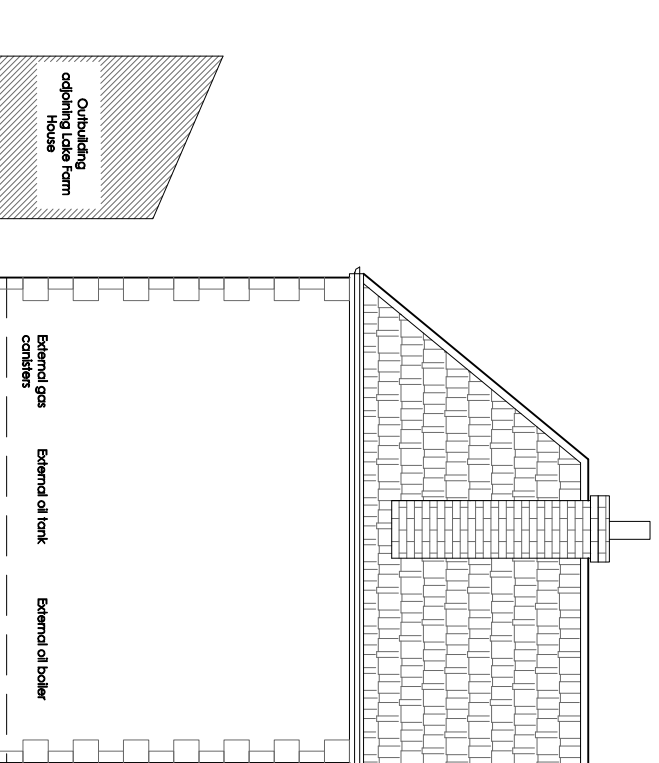 Outbuilding
adjoining Lake Farm
House
External gas
canisters
External oil tank
External oil boiler